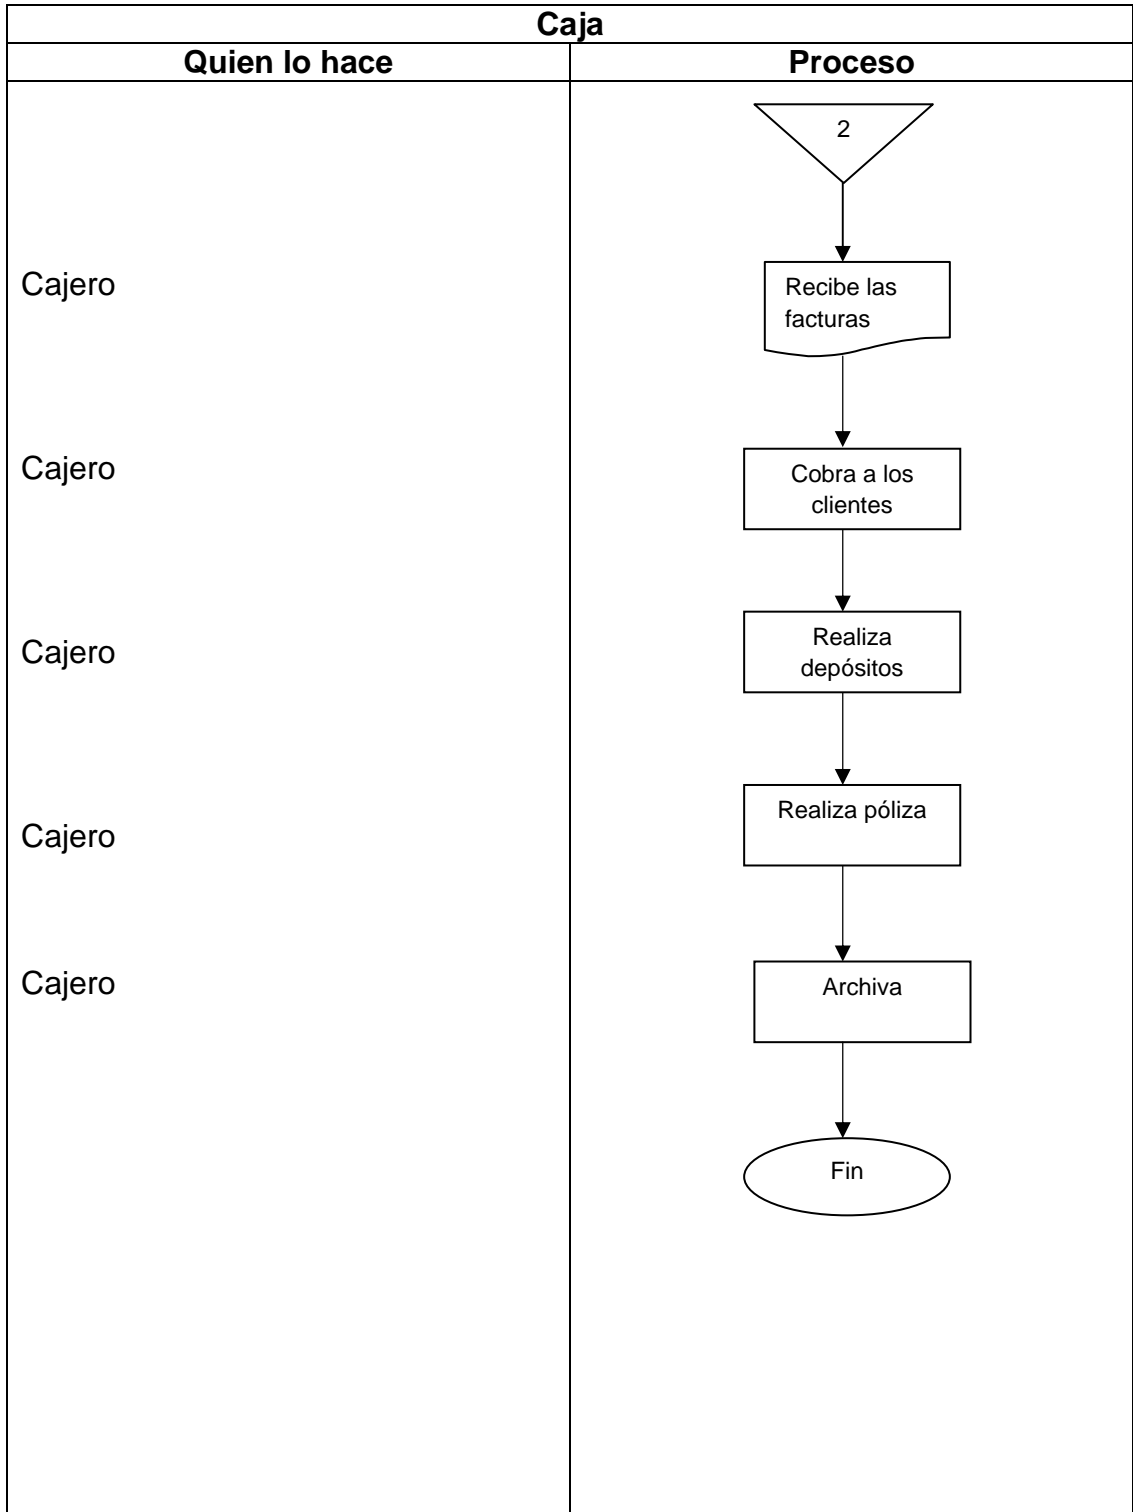 Caja
Quien lo hace
Proceso
2
Cajero
Recibe las
facturas
Cajero
Cobra a los
clientes
Cajero
Realiza
depósitos
Cajero
Realiza póliza
Cajero
Archiva
Fin